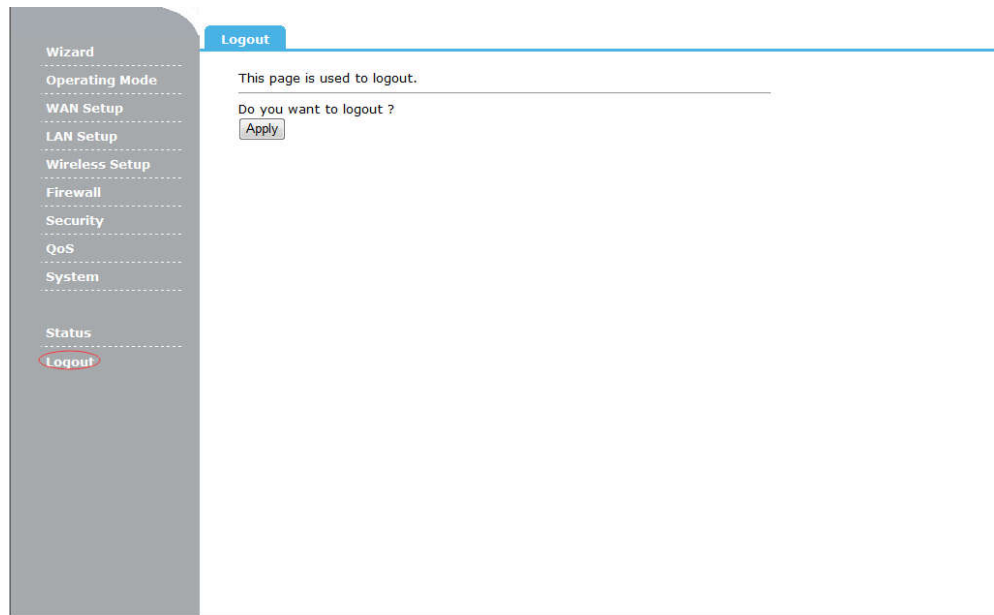 Wizard
Operating Mode
WAN Setup
LAN Setup
Wireless Setup
Firewall
Security
QoS
System
Status
Logout
Logout
This page is used to logout.
Do you want to logout ?
Apply